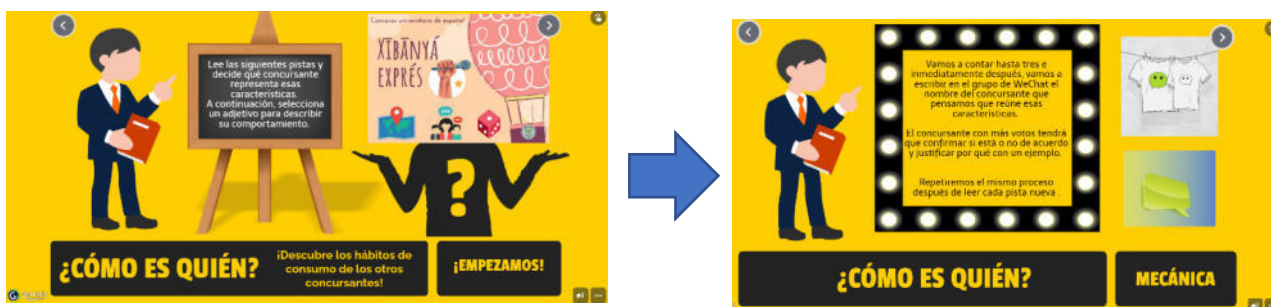 Lee las siguientes pistas y
decide qué concursante
representa esas
características.
A continuación, selecciona
un adjetivo para describir
su comportamiento.
Concurso universitario de español
XĪBĀNYÁ
EXPRÉS
¿CÓMO ES QUIÉN?
¡Descubre los hábitos de
consumo de los otros
concursantes!
¡EMPEZAMOS!
Vamos a contar hasta tres e
inmediatamente después, vamos a
escribir en el grupo de WeChat el
nombre del concursante que
pensamos que reúne esas
características.
El concursante con más votos tendrá
que confirmar si está o no de acuerdo
y justificar por qué con un ejemplo.
Repetiremos el mismo proceso
después de leer cada pista nueva .
¿CÓMO ES QUIÉN?
MECÁNICA